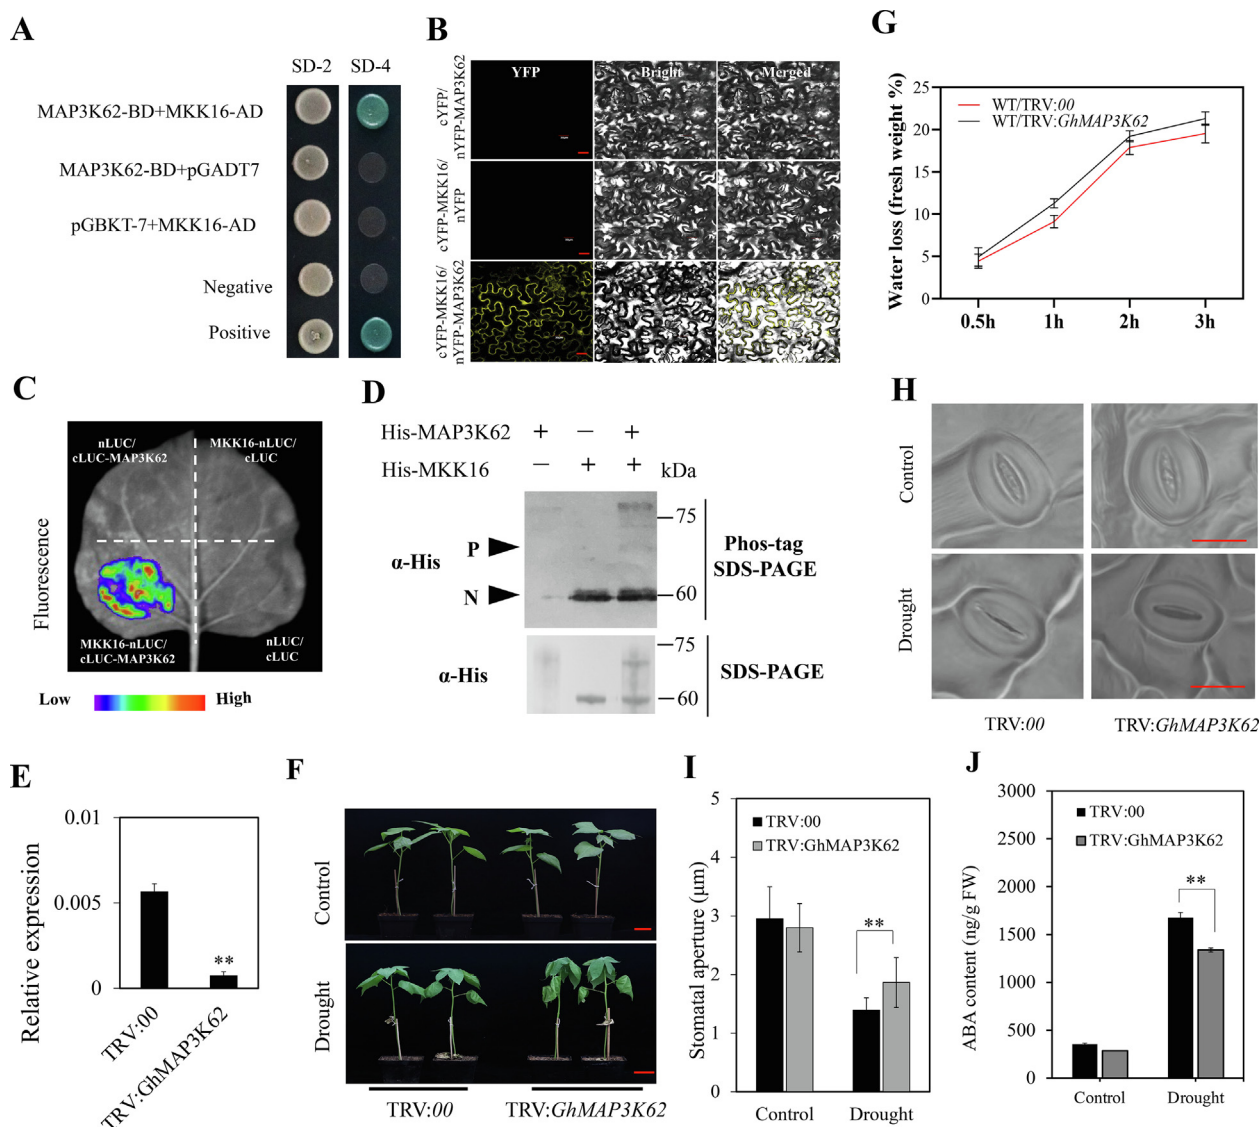 A
SD-2 SD-4
MAP3K62-BD+MKK16-AD
MAP3K62-BD+pGADT7
pGBKT-7+MKK16-AD
Negative
Positive
B
YFP Bright Merged
cYFP/
nYFP-MAP3K62
cYFP-MKK16/
nYFP
cYFP-MKK16/
nYFP-MAP3K62
G
Water loss (fresh weight %)
25
20
15
10
5
0
WT/TRV:00
WT/TRV:GhMAP3K62
0.5h 1h 2h 3h
C
Fluorescence
nLUC/
cLUC-MAP3K62
MKK16-nLUC/
cLUC
MKK16-nLUC/
cLUC-MAP3K62
nLUC/
cLUC
Low High
D
His-MAP3K62 + — +
His-MKK16 — + + kDa
α-His
P
N
75
60
Phos-tag
SDS-PAGE
α-His
75
60
SDS-PAGE
H
Control
Drought
TRV:00 TRV:GhMAP3K62
E
Relative expression
0.01
0.005
0
**
TRV:00
TRV:GhMAP3K62
F
Control
Drought
TRV:00 TRV:GhMAP3K62
I
Stomatal aperture (μm)
5
4
3
2
1
0
TRV:00
TRV:GhMAP3K62
**
Control Drought
J
ABA content (ng/g FW)
3000
2500
2000
1500
1000
500
0
TRV:00
TRV:GhMAP3K62
**
Control Drought